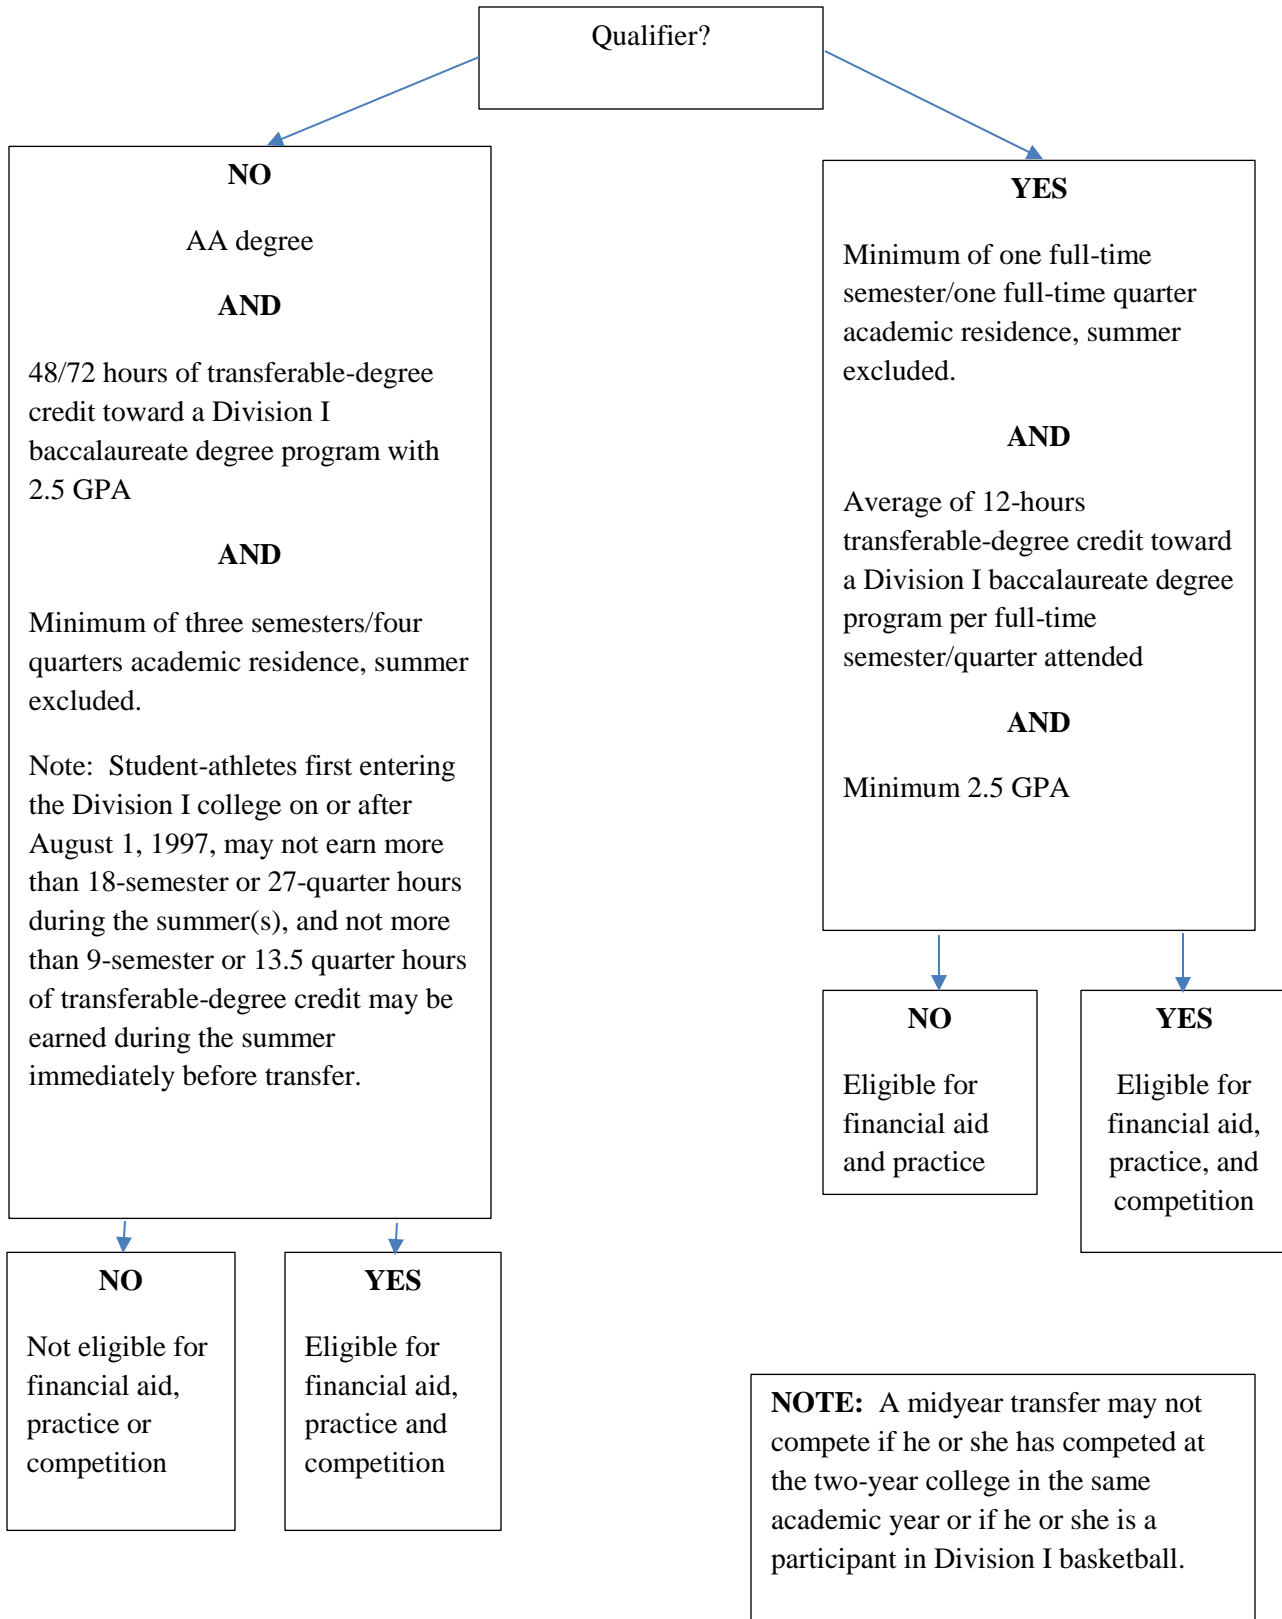 Qualifier?
NO
AA degree
AND
48/72 hours of transferable-degree
credit toward a Division I
baccalaureate degree program with
2.5 GPA
AND
Minimum of three semesters/four
quarters academic residence, summer
excluded.
Note:  Student-athletes first entering
the Division I college on or after
August 1, 1997, may not earn more
than 18-semester or 27-quarter hours
during the summer(s), and not more
than 9-semester or 13.5 quarter hours
of transferable-degree credit may be
earned during the summer
immediately before transfer.
YES
Minimum of one full-time
semester/one full-time quarter
academic residence, summer
excluded.
AND
Average of 12-hours
transferable-degree credit toward
a Division I baccalaureate degree
program per full-time
semester/quarter attended
AND
Minimum 2.5 GPA
NO
Eligible for
financial aid
and practice
YES
Eligible for
financial aid,
practice, and
competition
NO
Not eligible for
financial aid,
practice or
competition
YES
Eligible for
financial aid,
practice and
competition
NOTE:  A midyear transfer may not
compete if he or she has competed at
the two-year college in the same
academic year or if he or she is a
participant in Division I basketball.